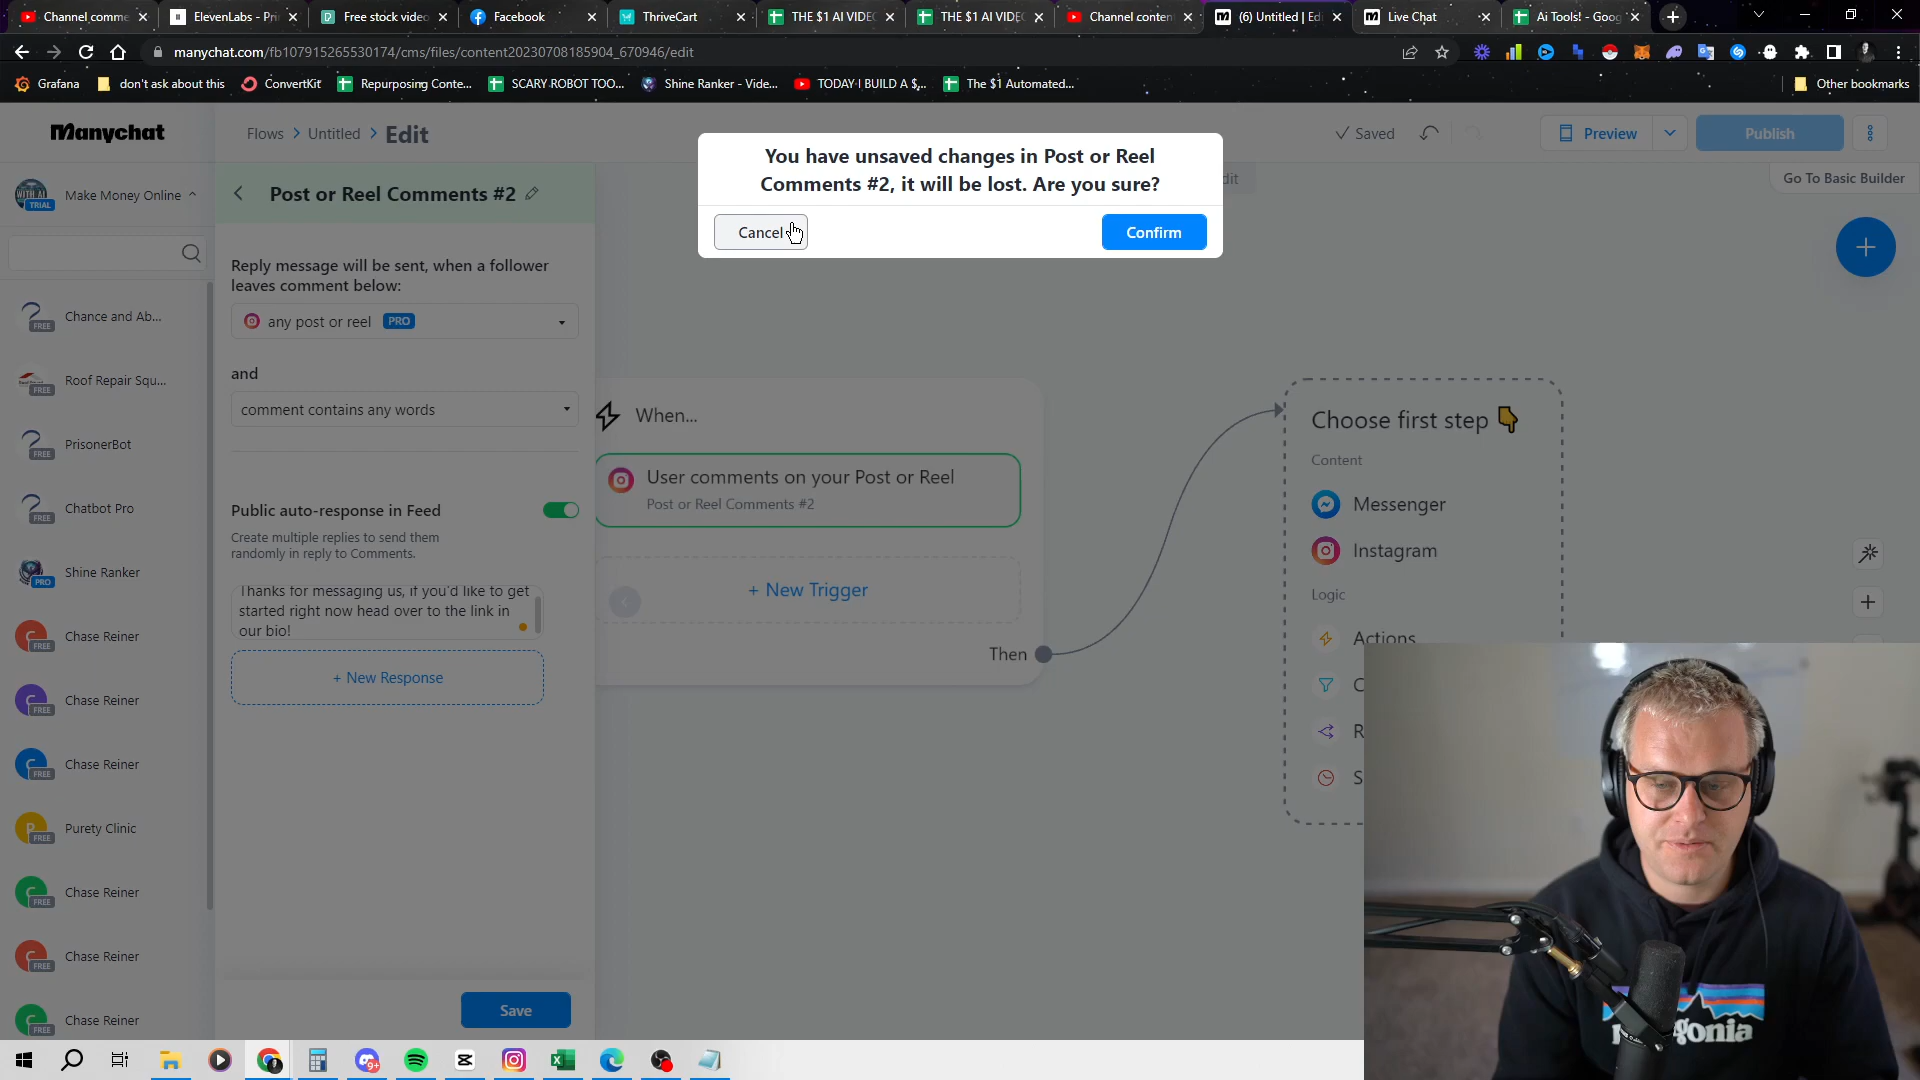 Channel comme
ElevenLabs - Pri
Free stock video
Facebook
ThriveCart
THE $1 AI VIDEO
THE $1 AI VIDEO
Channel conten
(6) Untitled | Edi
Live Chat
Ai Tools! - Goog
manychat.com/fb107915265530174/cms/files/content20230708185904_670946/edit
Grafana
don't ask about this
ConvertKit
Repurposing Conte...
SCARY ROBOT TOO...
Shine Ranker - Vide...
TODAY I BUILD A $...
The $1 Automated...
Other bookmarks
Manychat
Flows > Untitled > Edit
Saved
Preview
Publish
Go To Basic Builder
You have unsaved changes in Post or Reel
Comments #2, it will be lost. Are you sure?
Cancel
Confirm
dit
Make Money Online
TRIAL
Chance and Ab...
FREE
Roof Repair Squ...
FREE
PrisonerBot
FREE
Chatbot Pro
FREE
Shine Ranker
PRO
Chase Reiner
FREE
Chase Reiner
FREE
Chase Reiner
FREE
Purety Clinic
FREE
Chase Reiner
FREE
Chase Reiner
FREE
Chase Reiner
Post or Reel Comments #2
Reply message will be sent, when a follower
leaves comment below:
any post or reel PRO
and
comment contains any words
Public auto-response in Feed
Create multiple replies to send them
randomly in reply to Comments.
Thanks for messaging us, if you'd like to get
started right now head over to the link in
our bio!
+ New Response
Save
When...
User comments on your Post or Reel
Post or Reel Comments #2
+ New Trigger
Then
Choose first step
Content
Messenger
Instagram
Logic
Actions
C
R
S
9+